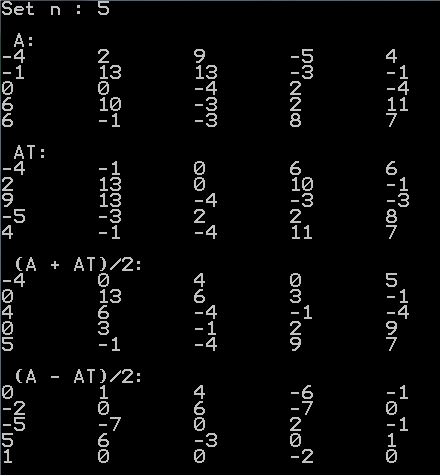 Set n : 5
A:
-4 2 9 -5 4
-1 13 13 -3 -1
0 0 -4 2 -4
6 10 -3 2 11
6 -1 -3 8 7
AT:
-4 -1 0 6 6
2 13 0 10 -1
9 13 -4 -3 -3
-5 -3 2 2 8
4 -1 -4 11 7
(A + AT)/2:
-4 0 4 0 5
0 13 6 3 -1
4 6 -4 -1 -4
0 3 -1 2 9
5 -1 -4 9 7
(A - AT)/2:
0 1 4 -6 -1
-2 0 6 -7 0
-5 -7 0 2 -1
5 6 -3 0 1
1 0 0 -2 0